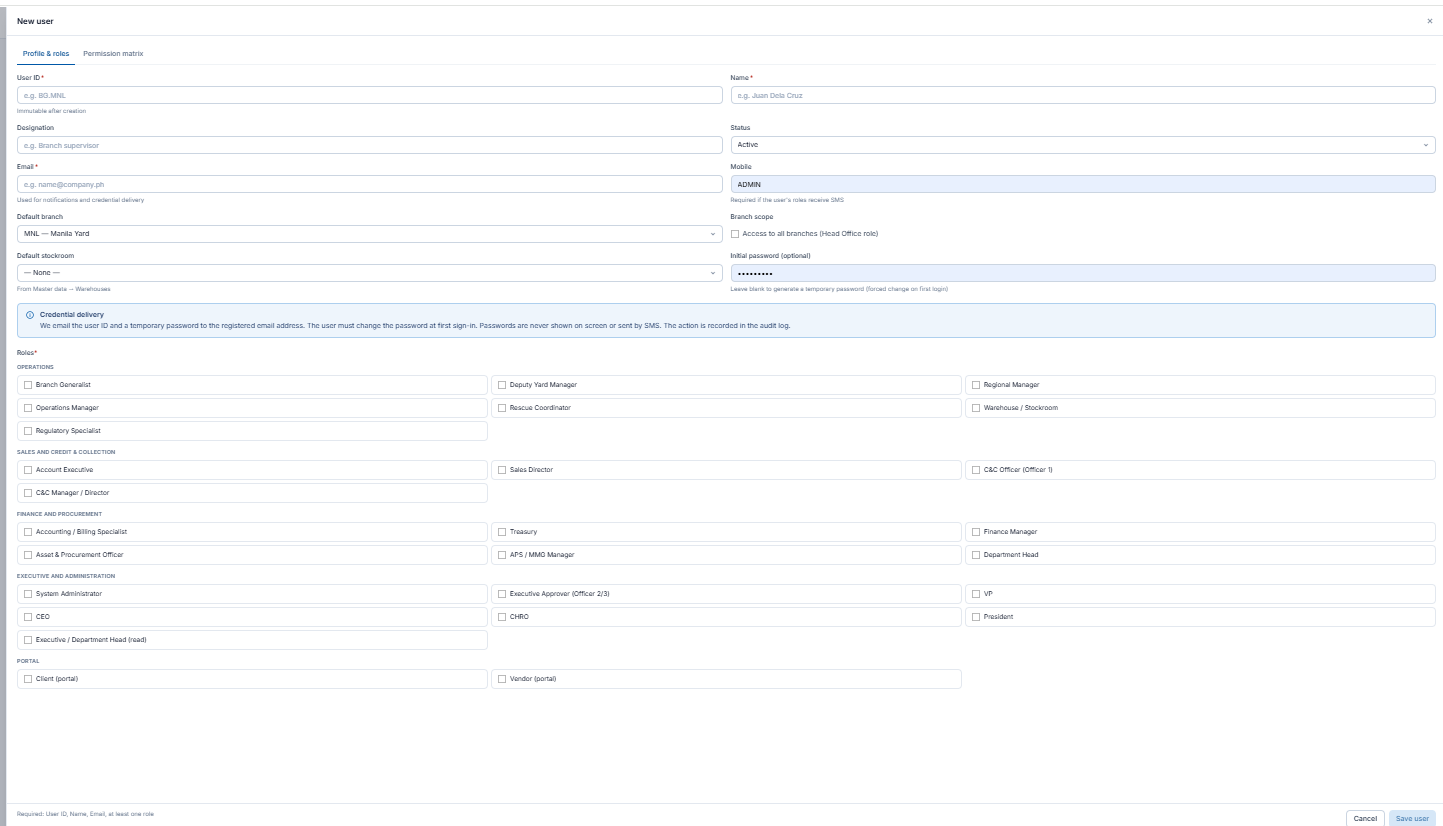 New user
×
Profile & roles
Permission matrix
User ID*
Name*
e.g. BG.MNL
e.g. Juan Dela Cruz
Immutable after creation
Designation
Status
e.g. Branch supervisor
Active
Email*
Mobile
e.g. name@company.ph
ADMIN
Used for notifications and credential delivery
Required if the user's roles receive SMS
Default branch
Branch scope
MNL — Manila Yard
Access to all branches (Head Office role)
Default stockroom
Initial password (optional)
— None —
•••••••••
From Master data → Warehouses
Leave blank to generate a temporary password (forced change on first login)
Credential delivery
We email the user ID and a temporary password to the registered email address. The user must change the password at first sign-in. Passwords are never shown on screen or sent by SMS. The action is recorded in the audit log.
Roles*
OPERATIONS
Branch Generalist
Deputy Yard Manager
Regional Manager
Operations Manager
Rescue Coordinator
Warehouse / Stockroom
Regulatory Specialist
SALES AND CREDIT & COLLECTION
Account Executive
Sales Director
C&C Officer (Officer 1)
C&C Manager / Director
FINANCE AND PROCUREMENT
Accounting / Billing Specialist
Treasury
Finance Manager
Asset & Procurement Officer
APS / MMG Manager
Department Head
EXECUTIVE AND ADMINISTRATION
System Administrator
Executive Approver (Officer 2/3)
VP
CEO
CHRO
President
Executive / Department Head (read)
PORTAL
Client (portal)
Vendor (portal)
Required: User ID, Name, Email, at least one role
Cancel
Save user